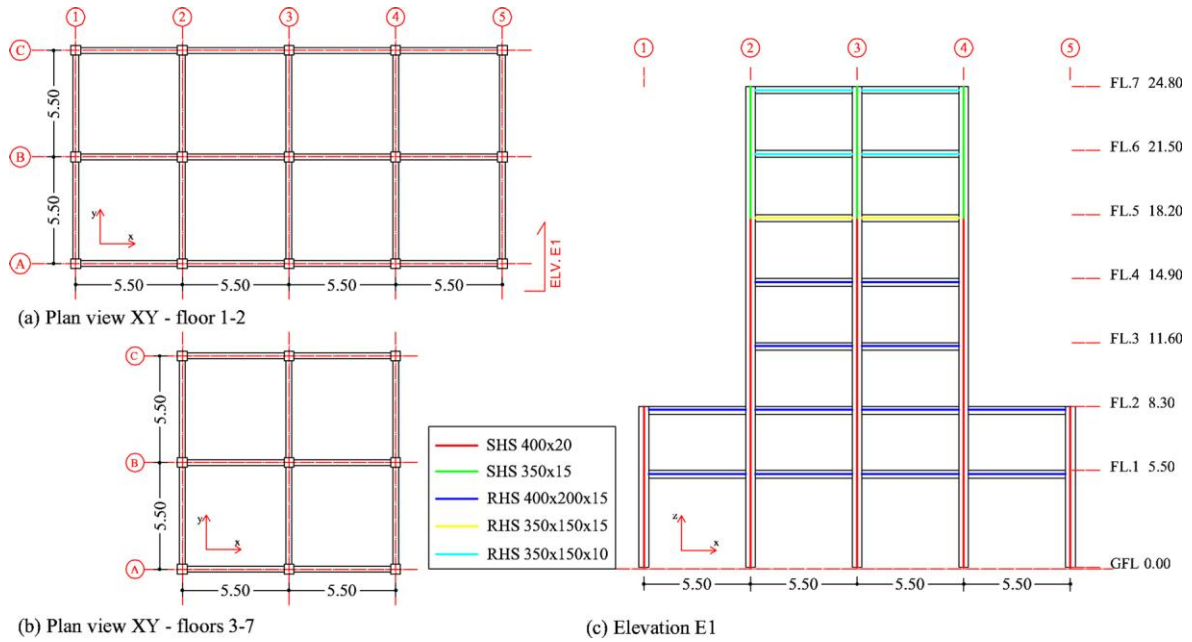 1 2 3 4 5
C
5.50
B
5.50
A
y
x
5.50 5.50 5.50 5.50
ELV. E1
(a) Plan view XY - floor 1-2
C
5.50
B
5.50
A
y
x
5.50 5.50
(b) Plan view XY - floors 3-7
SHS 400x20
SHS 350x15
RHS 400x200x15
RHS 350x150x15
RHS 350x150x10
1 2 3 4 5
FL.7 24.80
FL.6 21.50
FL.5 18.20
FL.4 14.90
FL.3 11.60
FL.2 8.30
FL.1 5.50
z
x
GFL 0.00
5.50 5.50 5.50 5.50
(c) Elevation E1